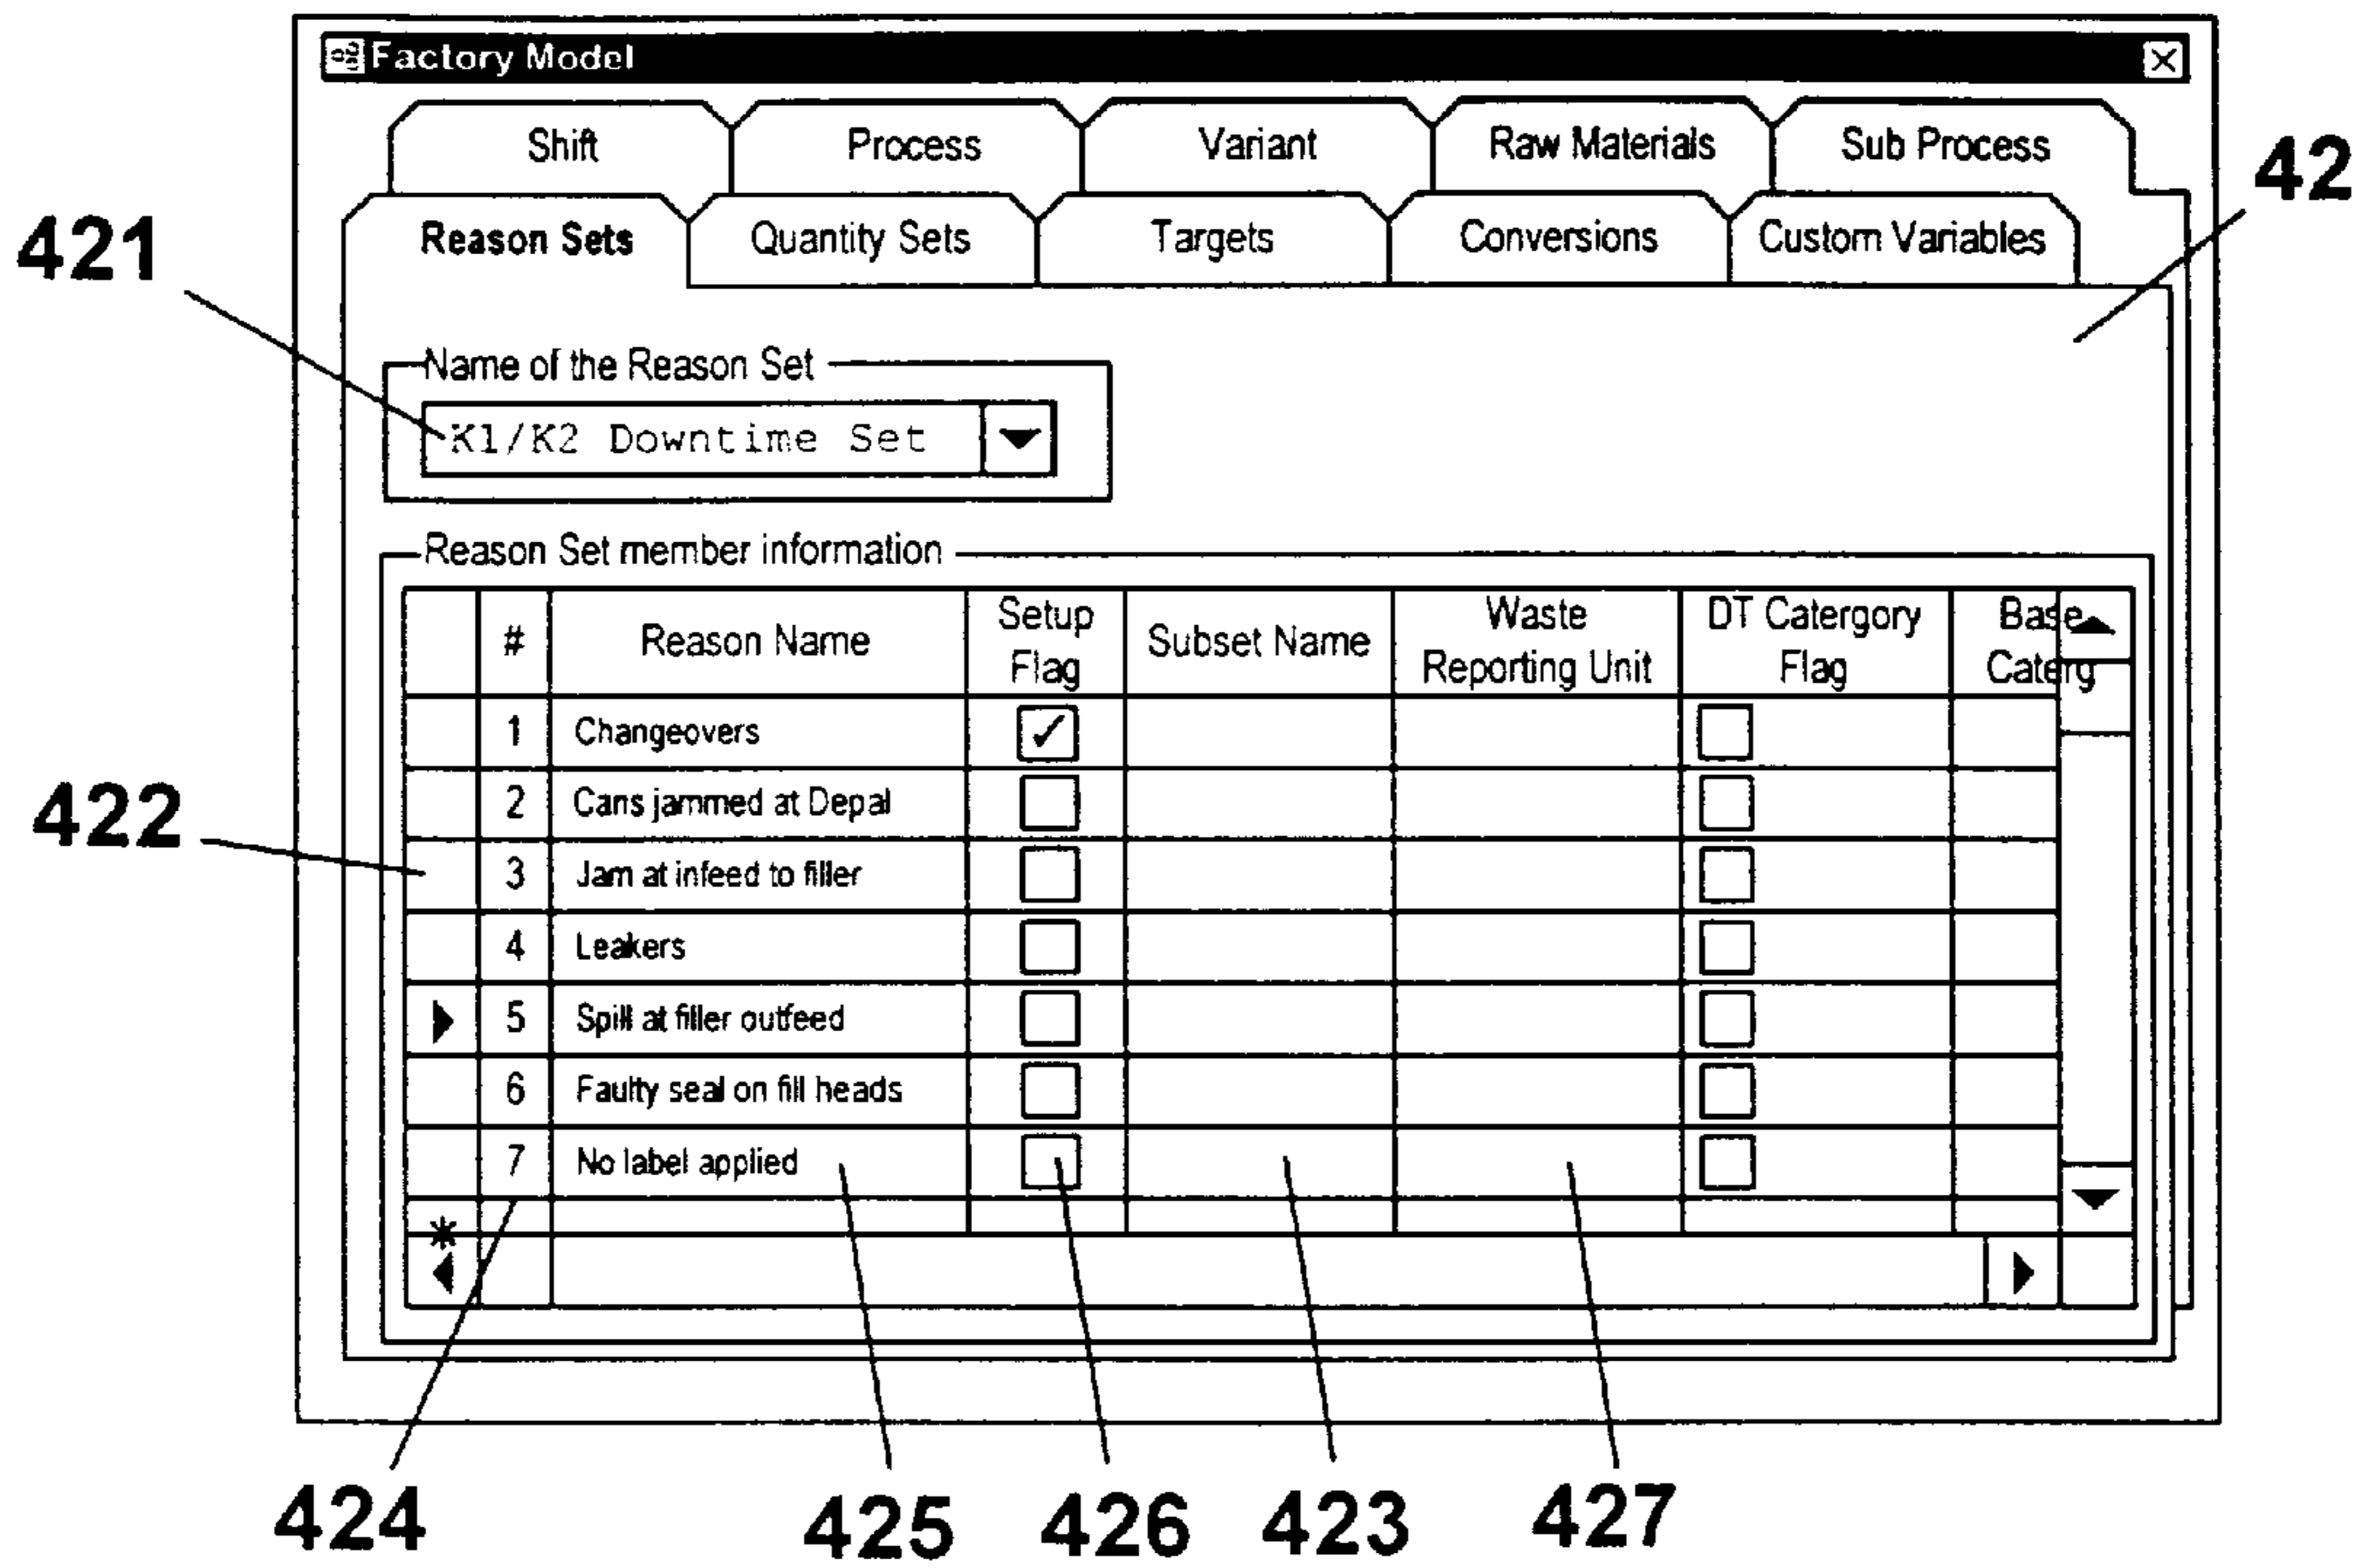 Factory Model
Shift Process Variant Raw Materials Sub Process
42
Reason Sets Quantity Sets Targets Conversions Custom Variables
421
Name of the Reason Set
K1/K2 Downtime Set
Reason Set member information
# Reason Name Setup Flag Subset Name Waste Reporting Unit DT Catergory Flag Base Caterg
1 Changeovers ✓
2 Cans jammed at Depal
422
3 Jam at infeed to filler
4 Leakers
5 Spill at filler outfeed
6 Faulty seal on fill heads
7 No label applied
*
424 425 426 423 427